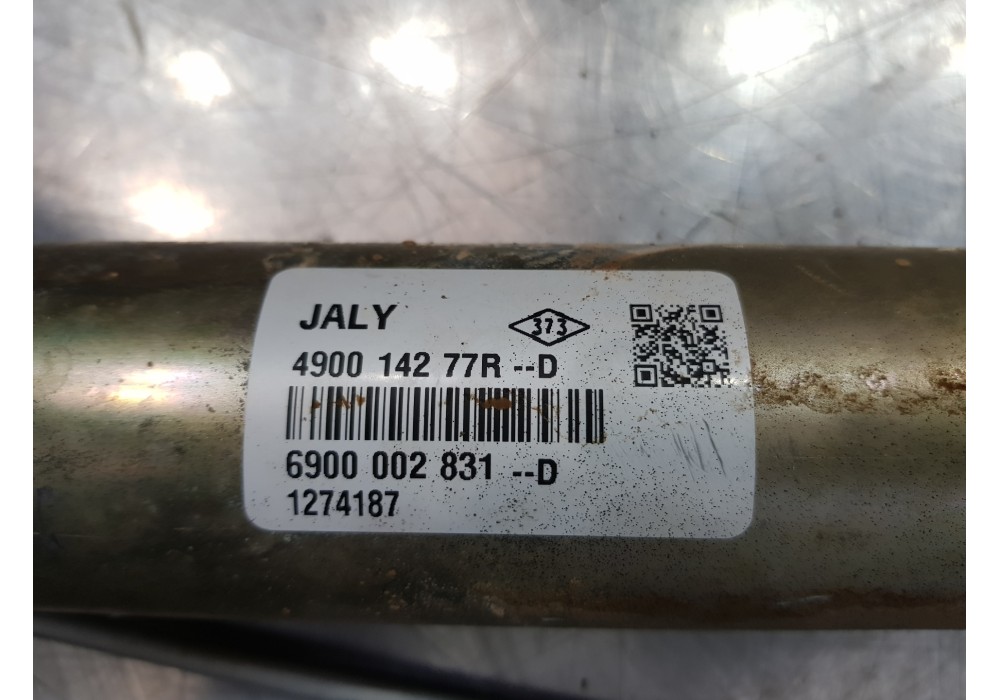 JALY
373
4900 142 77R --D
6900 002 831 --D
1274187